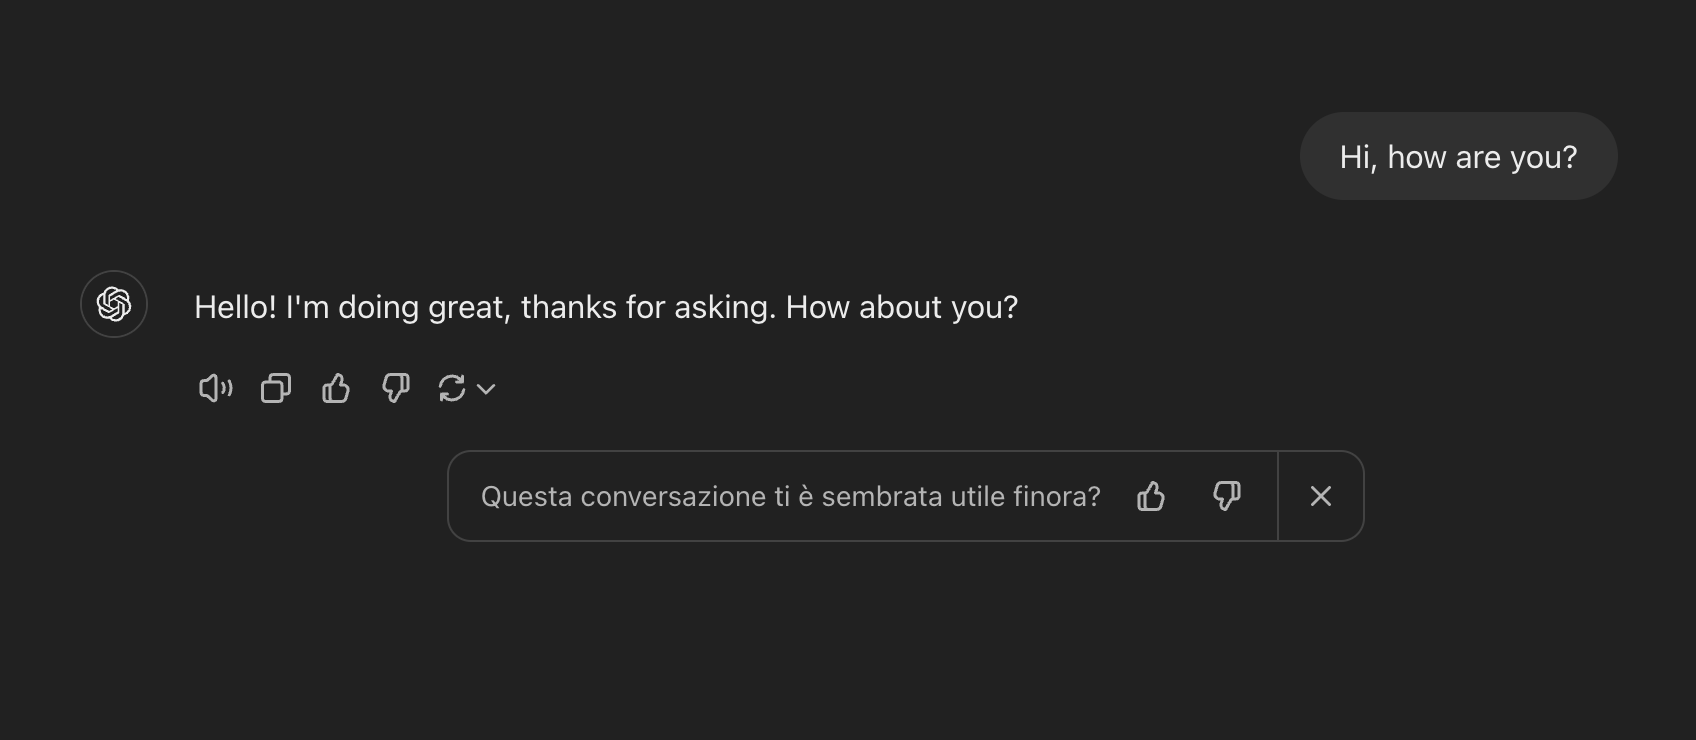 Hi, how are you?
Hello! I'm doing great, thanks for asking. How about you?
Questa conversazione ti è sembrata utile finora?